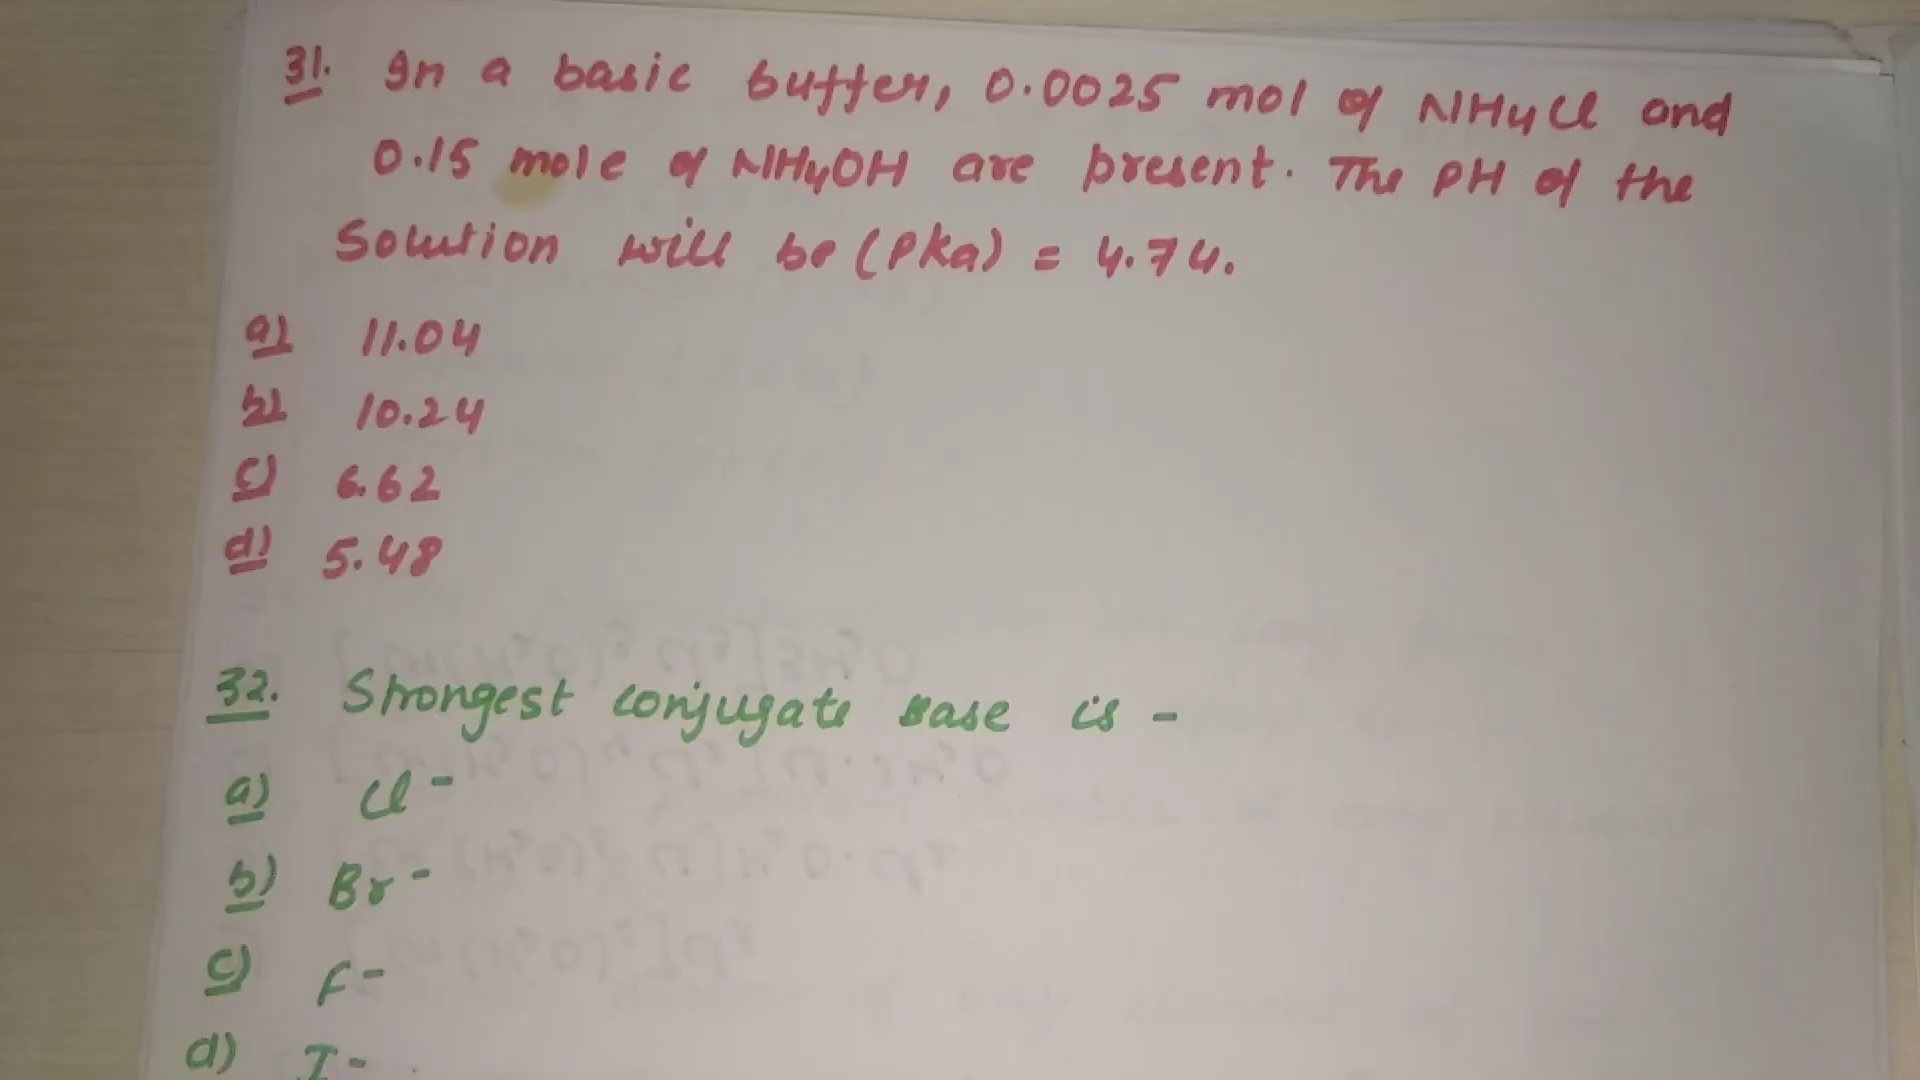 31. In a basic buffer, 0.0025 mol of NH4Cl and
0.15 mole of NH4OH are present. The PH of the
Solution will be (Pka) = 4.74.
a) 11.04
b) 10.24
c) 6.62
d) 5.48
32. Strongest conjugate base is -
a) Cl-
b) Br-
c) F-
d) I-